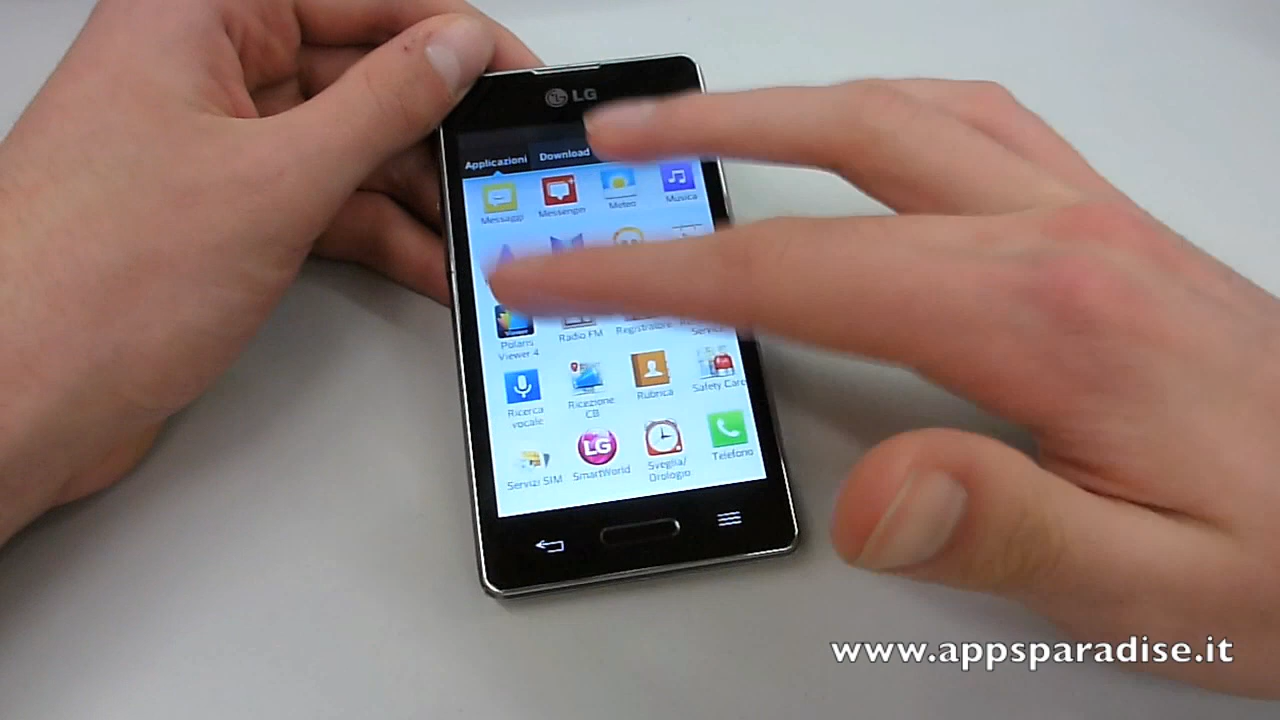 LG
Applicazioni Download
Messaggi Messenger Meteo Musica
Polaris Viewer 4 Radio FM Registratore
Ricerca vocale Ricezione CB Rubrica Safety Care
Servizi SIM SmartWorld Sveglia/ Orologio Telefono
LG
www.appsparadise.it